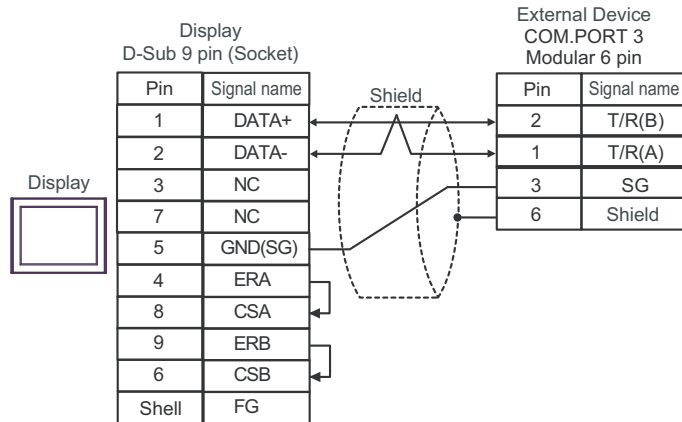 Display
D-Sub 9 pin (Socket)
External Device
COM.PORT 3
Modular 6 pin
Pin Signal name
Shield
Pin Signal name
1 DATA+
2 T/R(B)
2 DATA-
1 T/R(A)
Display
3 NC
3 SG
7 NC
6 Shield
5 GND(SG)
4 ERA
8 CSA
9 ERB
6 CSB
Shell FG